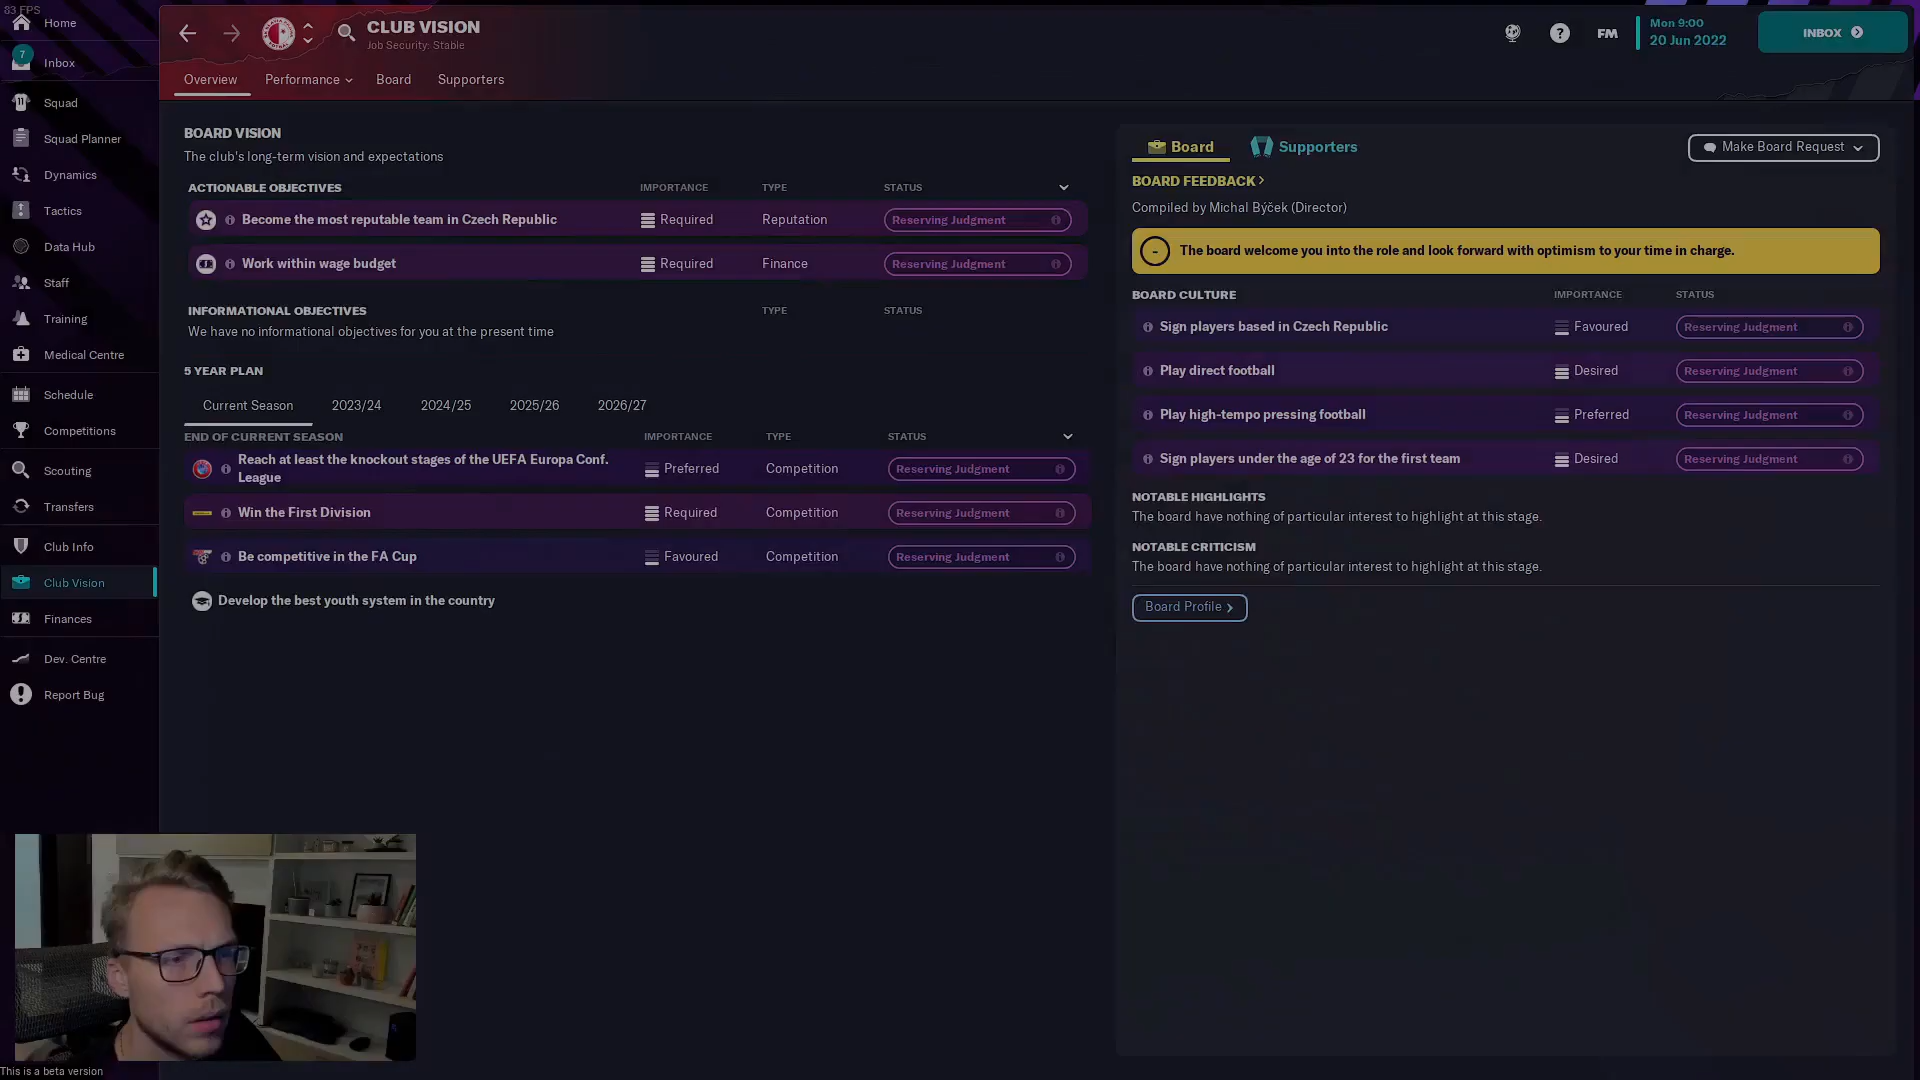 83 FPS
Home
7
Inbox
Squad
Squad Planner
Dynamics
Tactics
Data Hub
Staff
Training
Medical Centre
Schedule
Competitions
Scouting
Transfers
Club Info
Club Vision
Finances
Dev. Centre
Report Bug
This is a beta version
CLUB VISION
Job Security: Stable
Overview
Performance
Board
Supporters
FM
Mon 9:00
20 Jun 2022
INBOX
BOARD VISION
The club's long-term vision and expectations
ACTIONABLE OBJECTIVES IMPORTANCE TYPE STATUS
Become the most reputable team in Czech Republic Required Reputation Reserving Judgment
Work within wage budget Required Finance Reserving Judgment
INFORMATIONAL OBJECTIVES TYPE STATUS
We have no informational objectives for you at the present time
5 YEAR PLAN
Current Season 2023/24 2024/25 2025/26 2026/27
END OF CURRENT SEASON IMPORTANCE TYPE STATUS
Reach at least the knockout stages of the UEFA Europa Conf.
League Preferred Competition Reserving Judgment
Win the First Division Required Competition Reserving Judgment
Be competitive in the FA Cup Favoured Competition Reserving Judgment
Develop the best youth system in the country
Board Supporters
Make Board Request
BOARD FEEDBACK
Compiled by Michal Býček (Director)
The board welcome you into the role and look forward with optimism to your time in charge.
BOARD CULTURE IMPORTANCE STATUS
Sign players based in Czech Republic Favoured Reserving Judgment
Play direct football Desired Reserving Judgment
Play high-tempo pressing football Preferred Reserving Judgment
Sign players under the age of 23 for the first team Desired Reserving Judgment
NOTABLE HIGHLIGHTS
The board have nothing of particular interest to highlight at this stage.
NOTABLE CRITICISM
The board have nothing of particular interest to highlight at this stage.
Board Profile